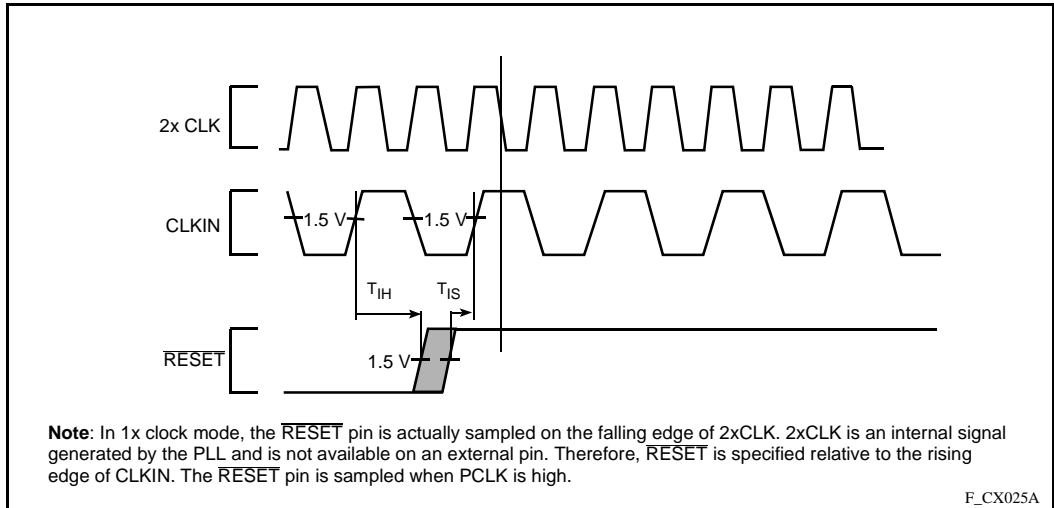 2x CLK
CLKIN
1.5 V
1.5 V
TIH
TIS
RESET
1.5 V
Note: In 1x clock mode, the RESET pin is actually sampled on the falling edge of 2xCLK. 2xCLK is an internal signal
generated by the PLL and is not available on an external pin. Therefore, RESET is specified relative to the rising
edge of CLKIN. The RESET pin is sampled when PCLK is high.
F_CX025A